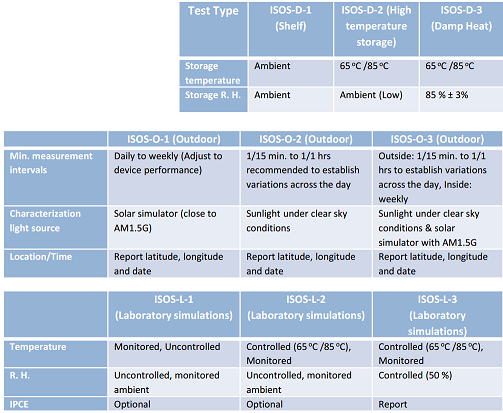 Test Type ISOS-D-1 (Shelf) ISOS-D-2 (High temperature storage) ISOS-D-3 (Damp Heat)
Storage temperature Ambient 65 °C /85 °C 65 °C /85 °C
Storage R. H. Ambient Ambient (Low) 85 % ± 3%
ISOS-O-1 (Outdoor) ISOS-O-2 (Outdoor) ISOS-O-3 (Outdoor)
Min. measurement intervals Daily to weekly (Adjust to device performance) 1/15 min. to 1/1 hrs recommended to establish variations across the day Outside: 1/15 min. to 1/1 hrs to establish variations across the day, Inside: weekly
Characterization light source Solar simulator (close to AM1.5G) Sunlight under clear sky conditions Sunlight under clear sky conditions & solar simulator with AM1.5G
Location/Time Report latitude, longitude and date Report latitude, longitude and date Report latitude, longitude and date
ISOS-L-1 (Laboratory simulations) ISOS-L-2 (Laboratory simulations) ISOS-L-3 (Laboratory simulations)
Temperature Monitored, Uncontrolled Controlled (65 °C /85 °C), Monitored Controlled (65 °C /85 °C), Monitored
R. H. Uncontrolled, monitored ambient Uncontrolled, monitored ambient Controlled (50 %)
IPCE Optional Optional Report